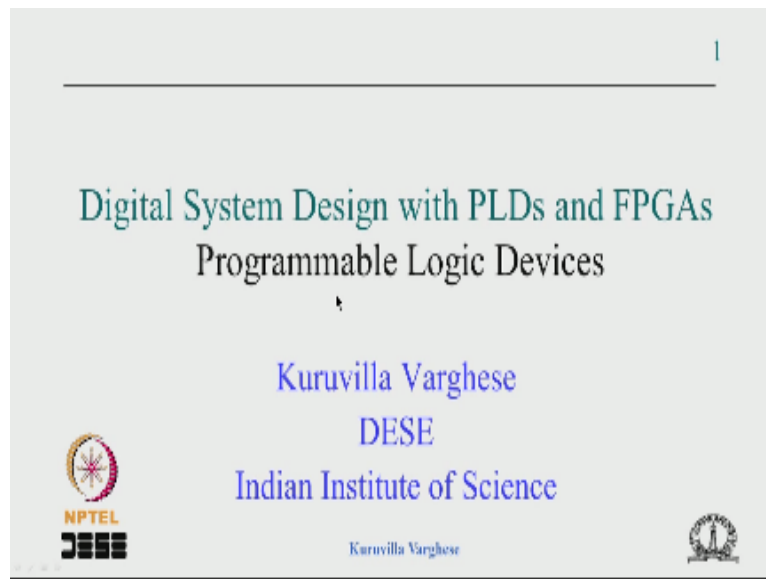 1
Digital System Design with PLDs and FPGAs
Programmable Logic Devices
Kuruvilla Varghese
DESE
Indian Institute of Science
NPTEL
DESE
Kuruvilla Varghese